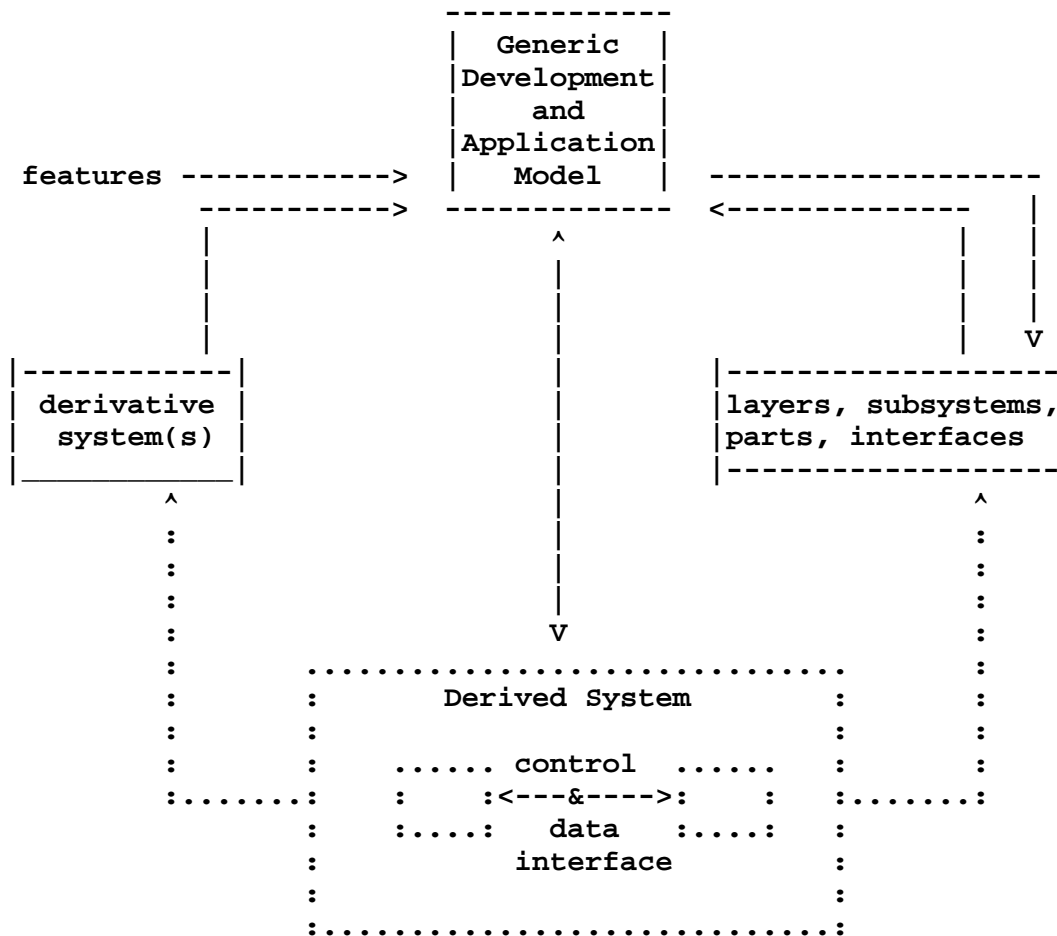 Generic
Development
and
Application
features Model
derivative layers, subsystems,
system(s) parts, interfaces
Derived System
control
&
data
interface